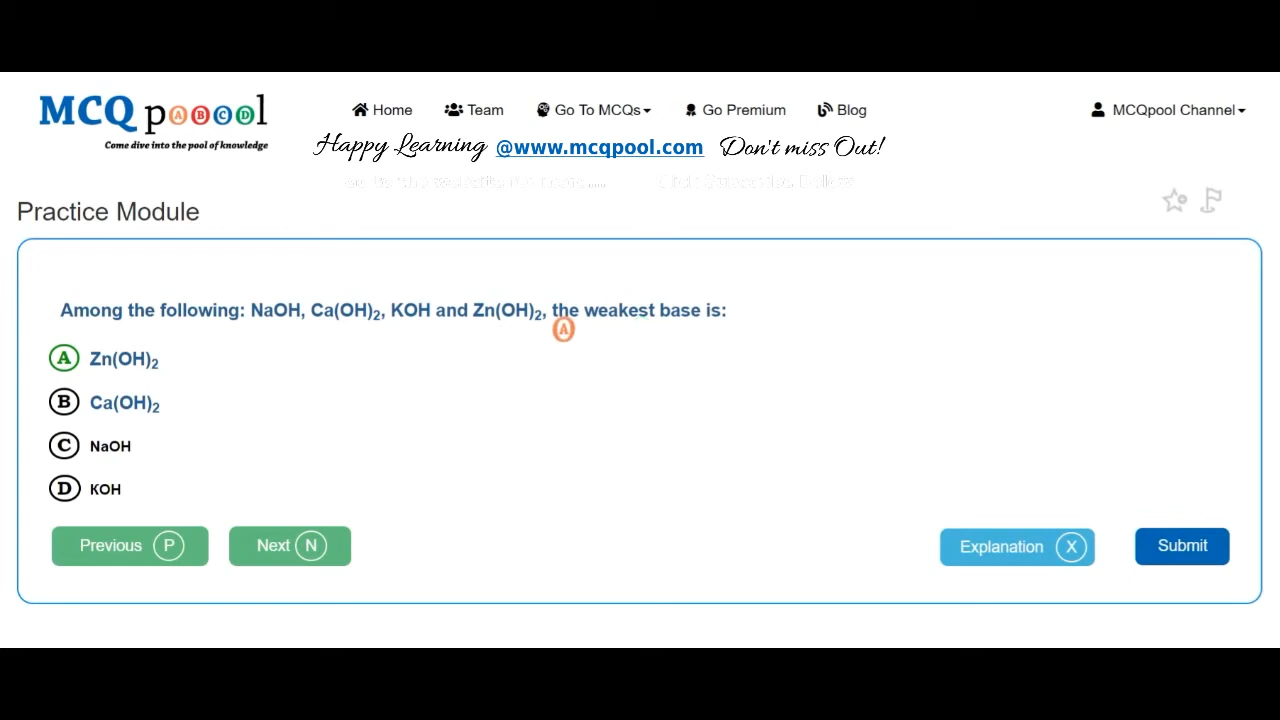 MCQ pABCDl
Come dive into the pool of knowledge
Home Team Go To MCQs Go Premium Blog MCQpool Channel
Happy Learning @www.mcqpool.com Don't miss Out!
Practice Module
Among the following: NaOH, Ca(OH)₂, KOH and Zn(OH)₂, the weakest base is:
A
A Zn(OH)₂
B Ca(OH)₂
C NaOH
D KOH
Previous P Next N Explanation X Submit